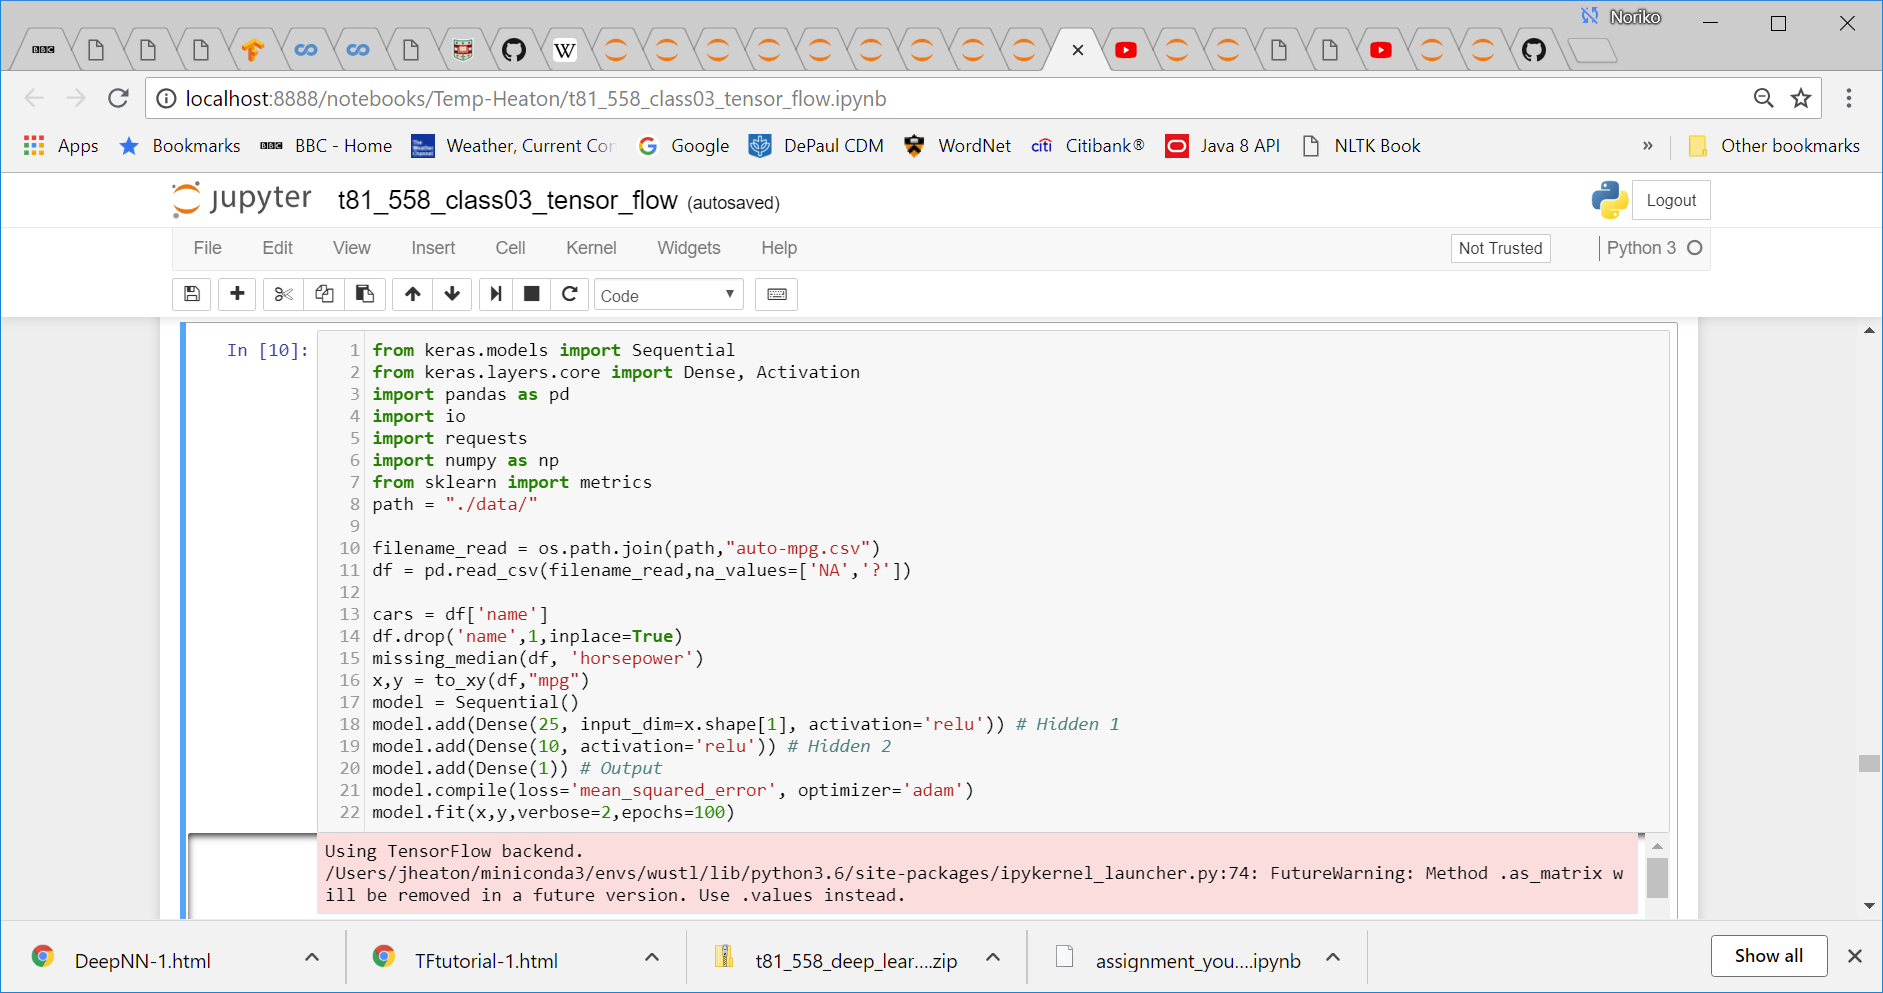 Noriko
BBC
W
localhost:8888/notebooks/Temp-Heaton/t81_558_class03_tensor_flow.ipynb
Apps Bookmarks BBC BBC - Home The Weather Channel Weather, Current Con G Google DePaul CDM WordNet citi Citibank® Java 8 API NLTK Book » Other bookmarks
jupyter t81_558_class03_tensor_flow (autosaved) Logout
File Edit View Insert Cell Kernel Widgets Help Not Trusted Python 3
Code
In [10]:
1 from keras.models import Sequential
2 from keras.layers.core import Dense, Activation
3 import pandas as pd
4 import io
5 import requests
6 import numpy as np
7 from sklearn import metrics
8 path = "./data/"
9
10 filename_read = os.path.join(path,"auto-mpg.csv")
11 df = pd.read_csv(filename_read,na_values=['NA','?'])
12
13 cars = df['name']
14 df.drop('name',1,inplace=True)
15 missing_median(df, 'horsepower')
16 x,y = to_xy(df,"mpg")
17 model = Sequential()
18 model.add(Dense(25, input_dim=x.shape[1], activation='relu')) # Hidden 1
19 model.add(Dense(10, activation='relu')) # Hidden 2
20 model.add(Dense(1)) # Output
21 model.compile(loss='mean_squared_error', optimizer='adam')
22 model.fit(x,y,verbose=2,epochs=100)
Using TensorFlow backend.
/Users/jheaton/miniconda3/envs/wustl/lib/python3.6/site-packages/ipykernel_launcher.py:74: FutureWarning: Method .as_matrix w
ill be removed in a future version. Use .values instead.
DeepNN-1.html TFtutorial-1.html t81_558_deep_lear....zip assignment_you....ipynb Show all